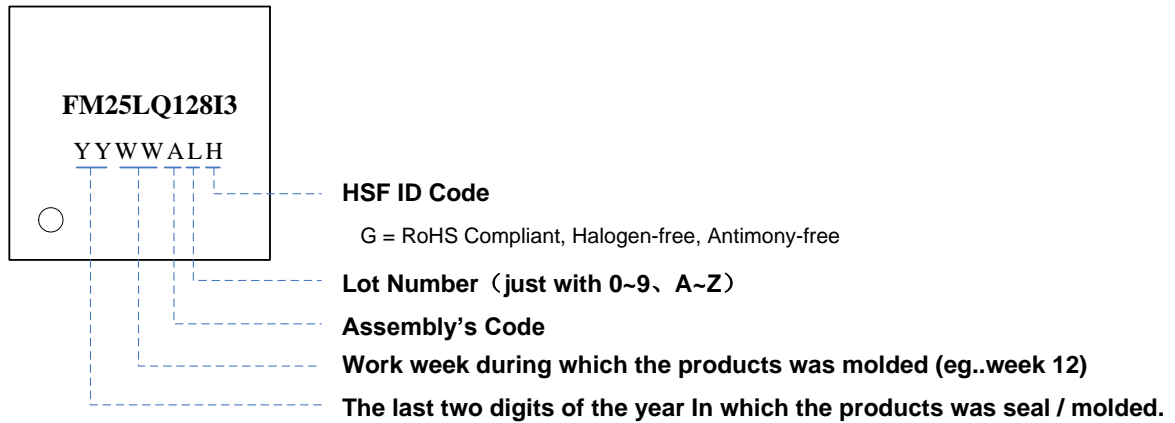 FM25LQ128I3
YYWWALH
HSF ID Code
G = RoHS Compliant, Halogen-free, Antimony-free
Lot Number（just with 0~9、A~Z）
Assembly's Code
Work week during which the products was molded (eg..week 12)
The last two digits of the year In which the products was seal / molded.